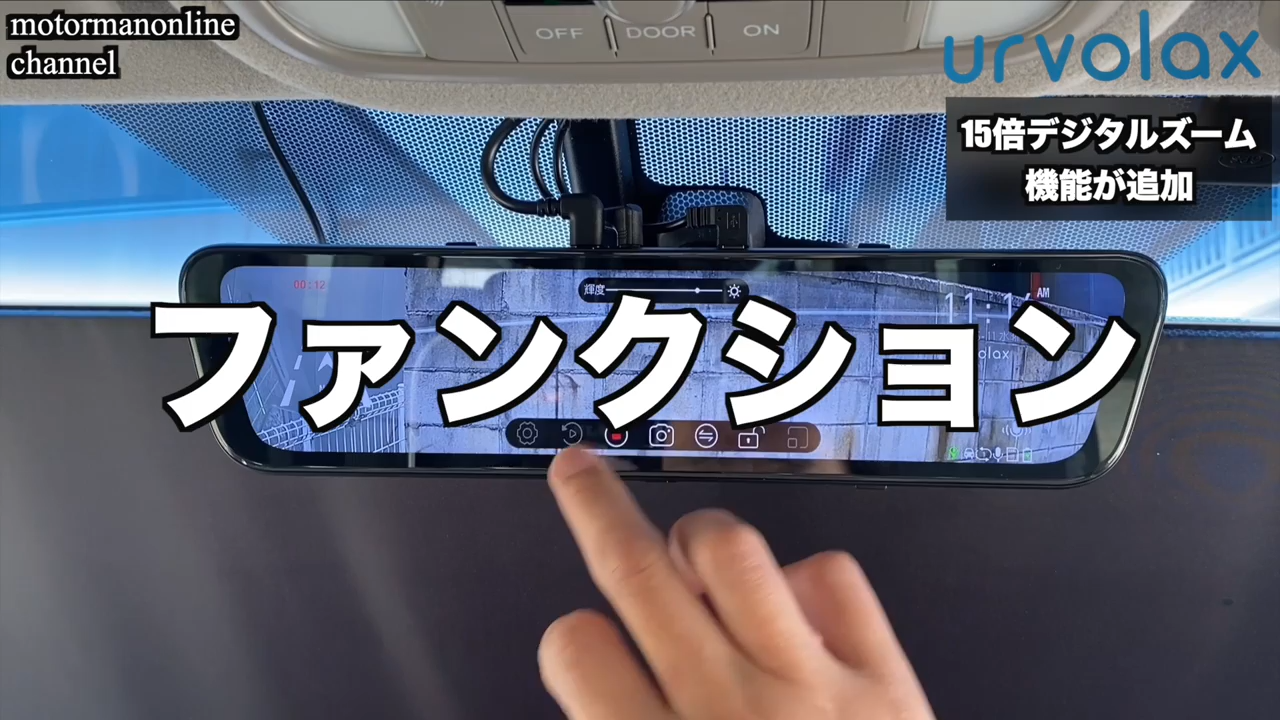 motormanonline
channel
OFF
DOOR
ON
urvolax
15倍デジタルズーム
機能が追加
00:12
輝度
AM
ファンクション